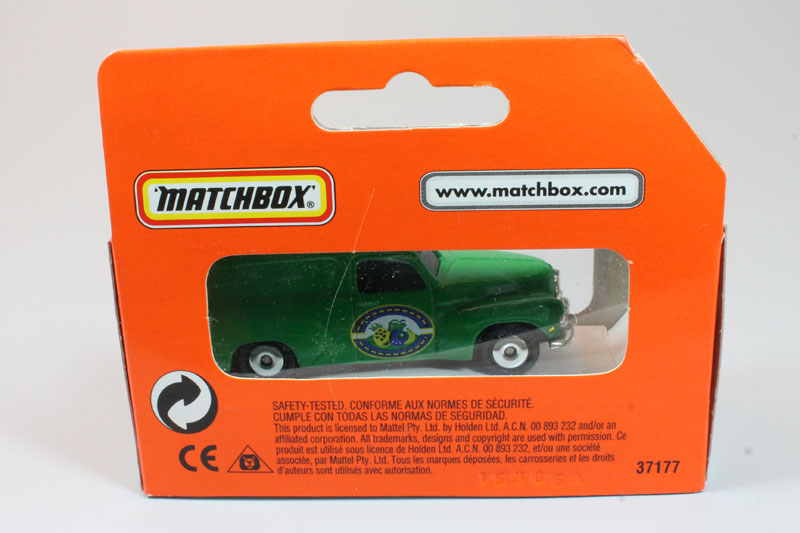 MATCHBOX®
www.matchbox.com
SAFETY-TESTED. CONFORME AUX NORMES DE SÉCURITÉ.
CUMPLE CON TODAS LAS NORMAS DE SEGURIDAD.
This product is licensed to Mattel Pty. Ltd. by Holden Ltd. A.C.N. 00 893 232 and/or an
affiliated corporation. All trademarks, designs and copyright are used with permission. Ce
produit est utilisé sous licence de Holden Ltd. A.C.N. 00 893 232, et/ou une société
associée, par Mattel Pty. Ltd. Tous les marques déposées, les carrosseries et les droits
d'auteurs sont utilisés avec autorisation.
CE
37177